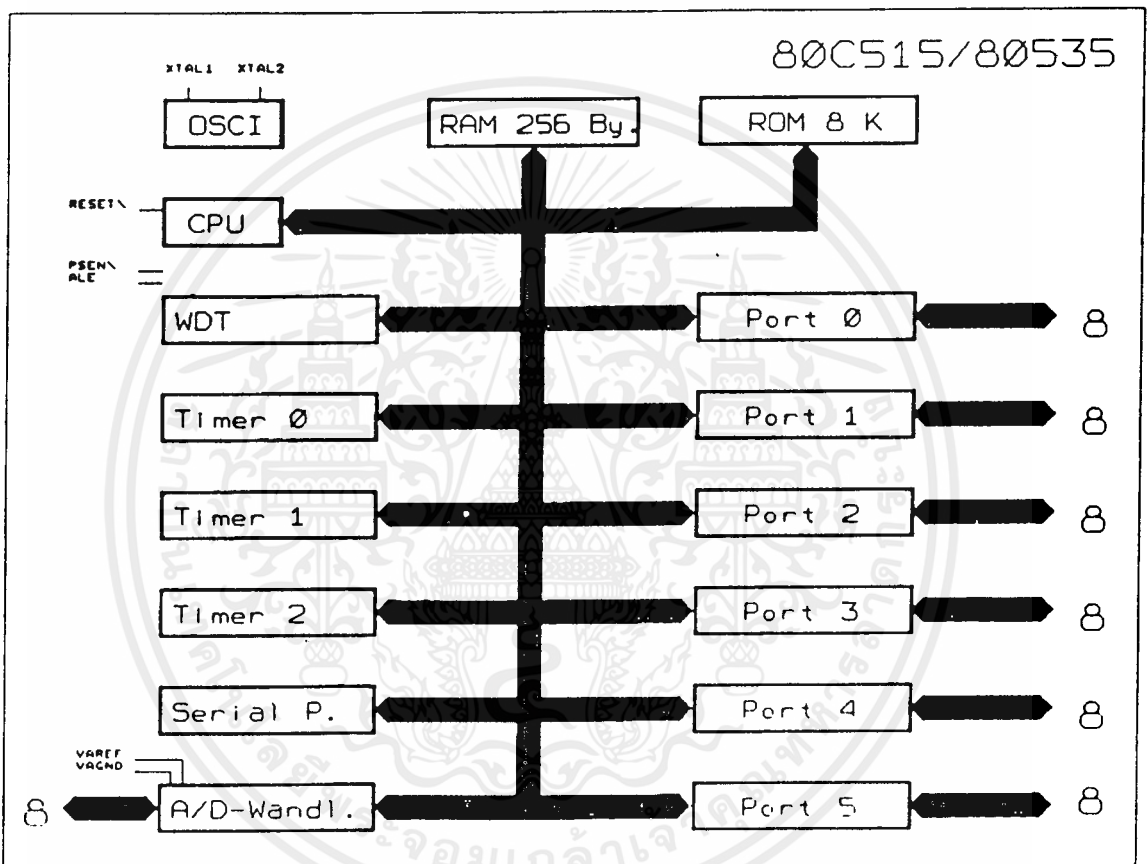 80C515/80535
XTAL1 XTAL2
OSCI
RAM 256 By.
ROM 8 K
RESET\
CPU
PSEN\
ALE
WDT
Port 0
8
Timer 0
Port 1
8
Timer 1
Port 2
8
Timer 2
Port 3
8
Serial P.
Port 4
8
VAREF
VAGND
8
A/D-Wandl.
Port 5
8